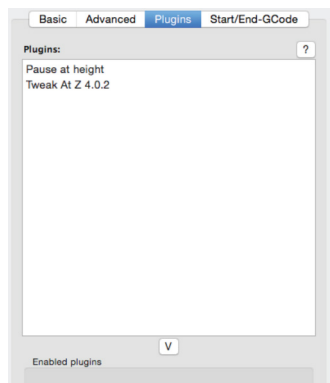 Basic Advanced Plugins Start/End-GCode
Plugins: ?
Pause at height
Tweak At Z 4.0.2
V
Enabled plugins